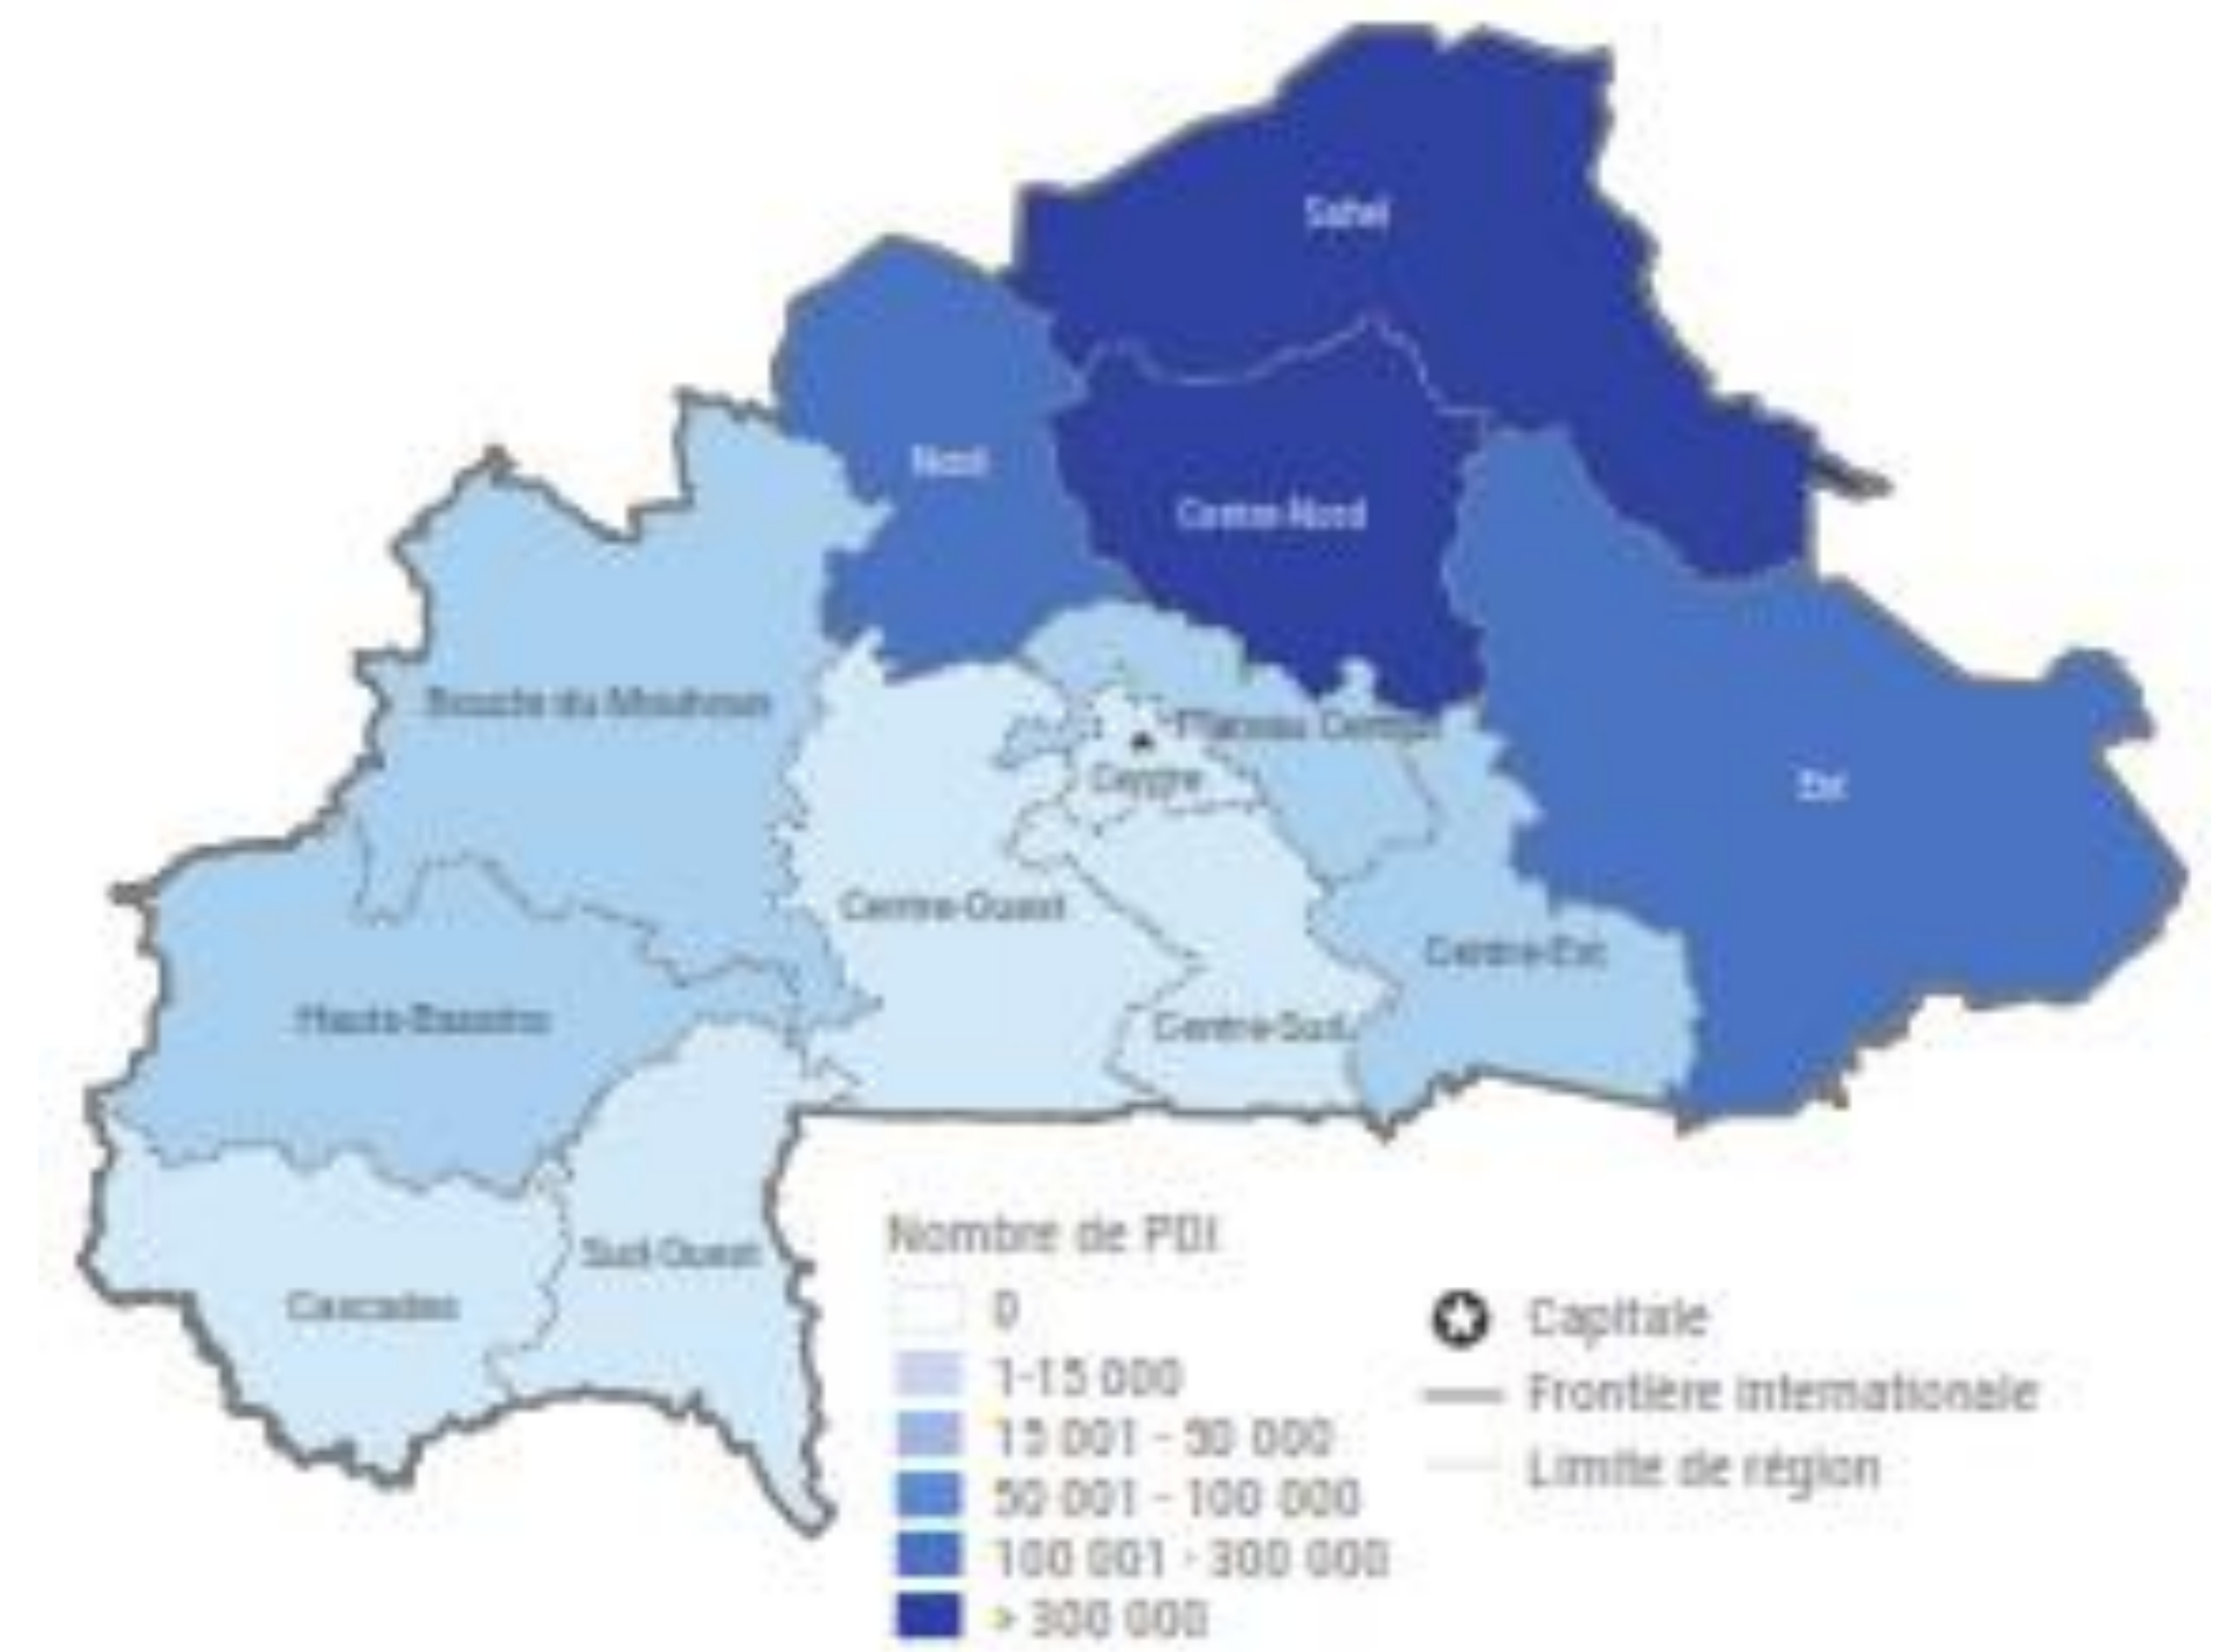 Sahel
Nord
Centre-Nord
Boucle du Mouhoun
Plateau Central
Centre
Est
Centre-Ouest
Centre-Est
Hauts-Bassins
Centre-Sud
Sud-Ouest
Cascades
Nombre de PDI
0
1-15 000
15 001 - 50 000
50 001 - 100 000
100 001 - 300 000
> 300 000
Capitale
Frontière internationale
Limite de région